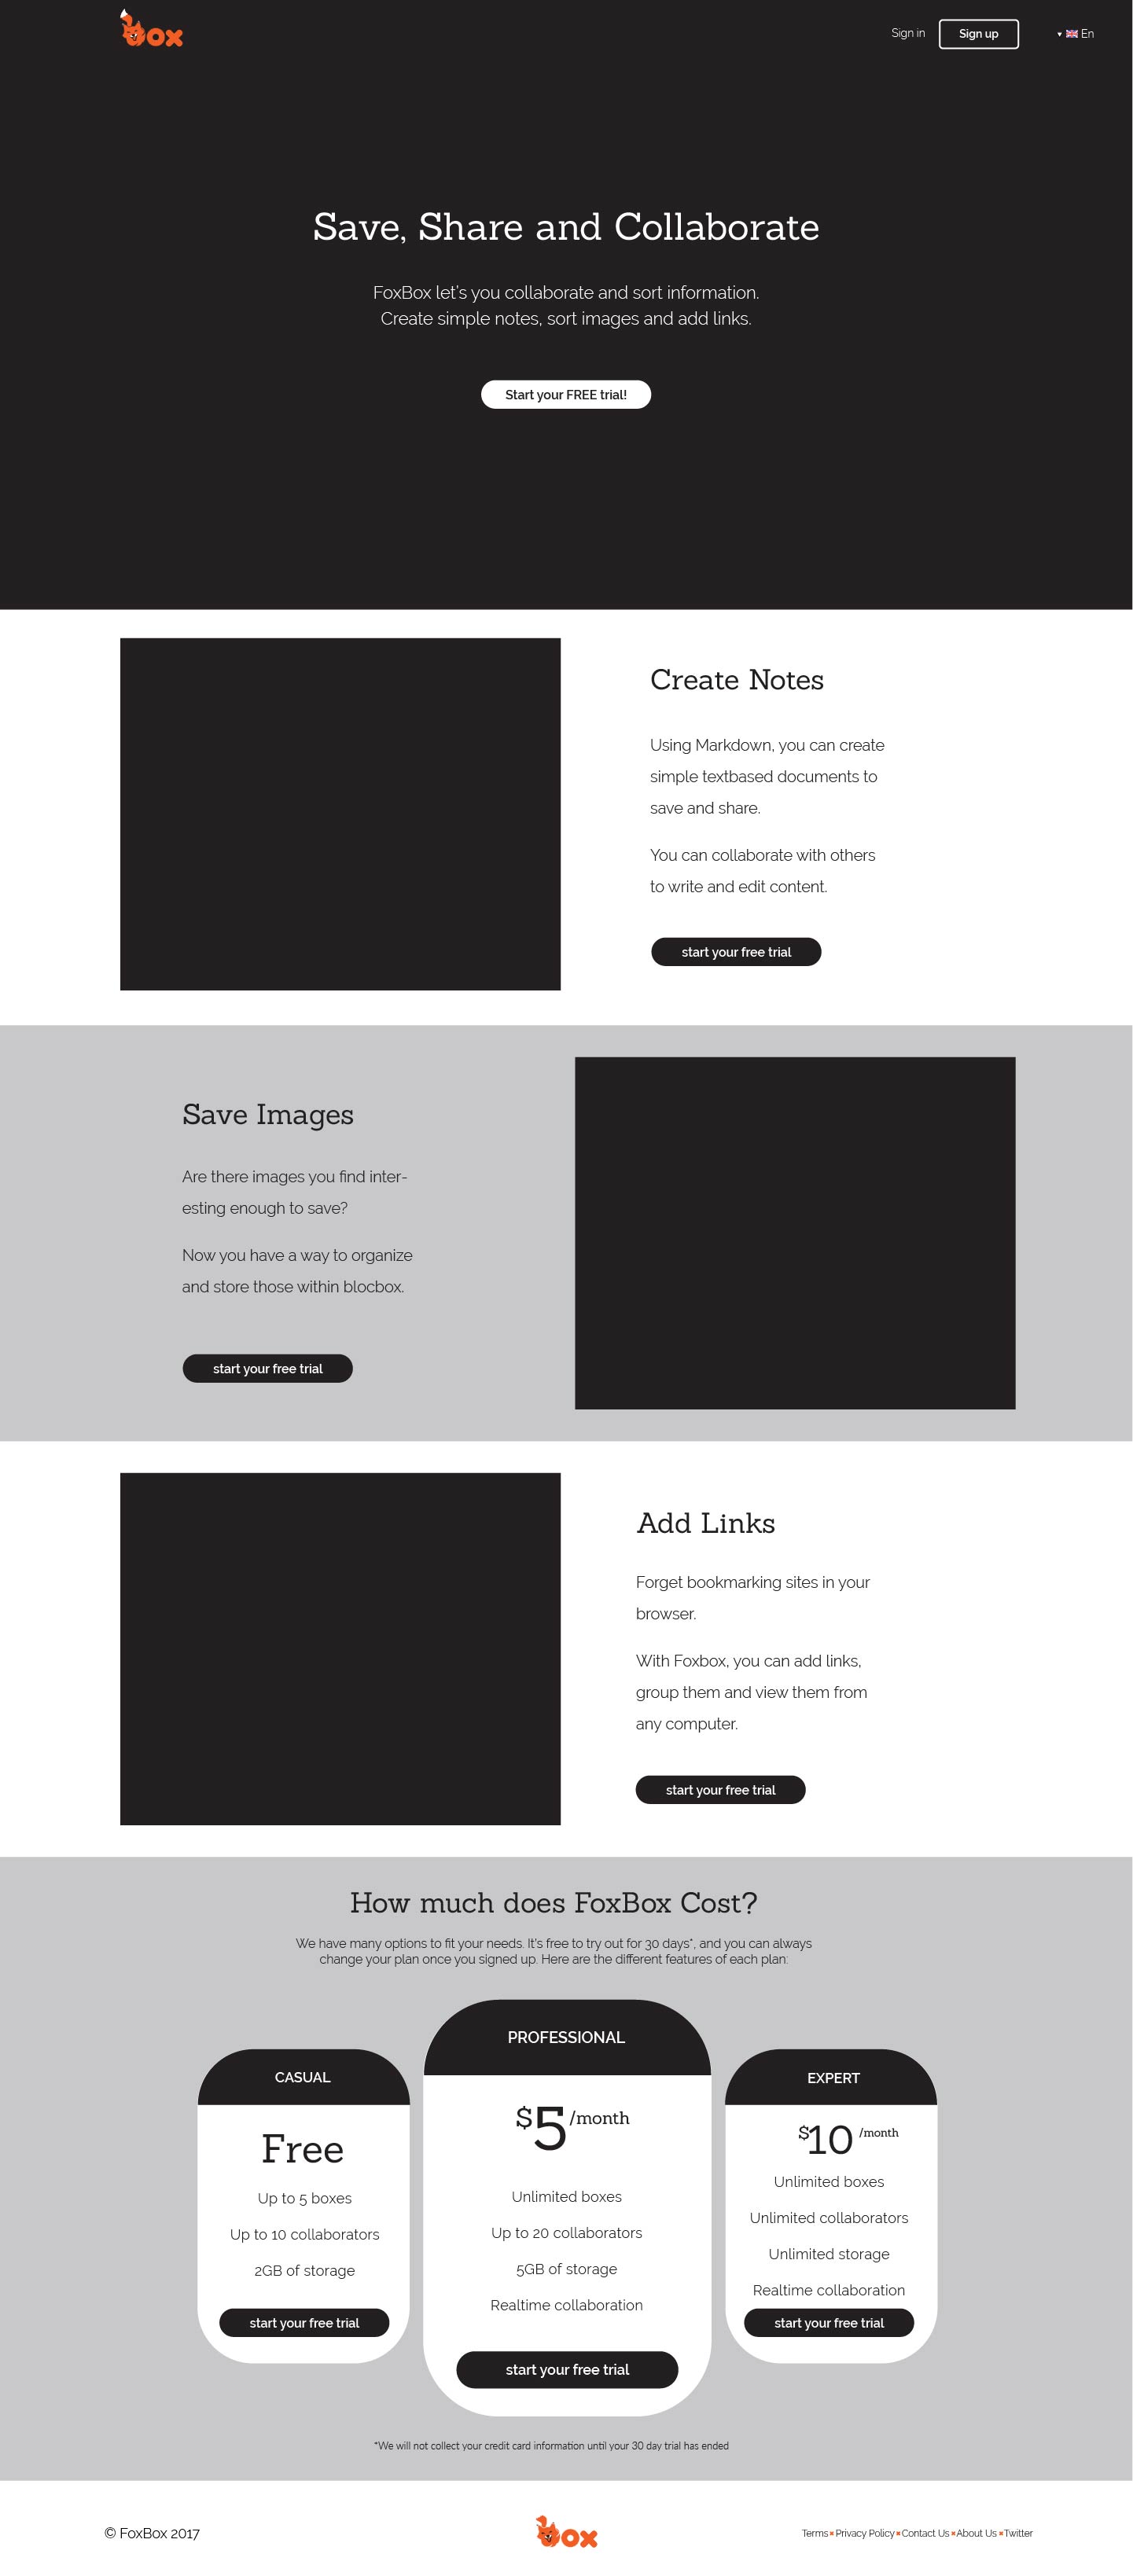 box
Sign in
Sign up
▾ En
Save, Share and Collaborate
FoxBox let's you collaborate and sort information.
Create simple notes, sort images and add links.
Start your FREE trial!
Create Notes
Using Markdown, you can create
simple textbased documents to
save and share.
You can collaborate with others
to write and edit content.
start your free trial
Save Images
Are there images you find inter-
esting enough to save?
Now you have a way to organize
and store those within blocbox.
start your free trial
Add Links
Forget bookmarking sites in your
browser.
With Foxbox, you can add links,
group them and view them from
any computer.
start your free trial
How much does FoxBox Cost?
We have many options to fit your needs. It's free to try out for 30 days*, and you can always
change your plan once you signed up. Here are the different features of each plan:
CASUAL
Free
Up to 5 boxes
Up to 10 collaborators
2GB of storage
start your free trial
PROFESSIONAL
$5/month
Unlimited boxes
Up to 20 collaborators
5GB of storage
Realtime collaboration
start your free trial
EXPERT
$10 /month
Unlimited boxes
Unlimited collaborators
Unlimited storage
Realtime collaboration
start your free trial
*We will not collect your credit card information until your 30 day trial has ended
© FoxBox 2017
box
Terms ▪ Privacy Policy ▪ Contact Us ▪ About Us ▪ Twitter